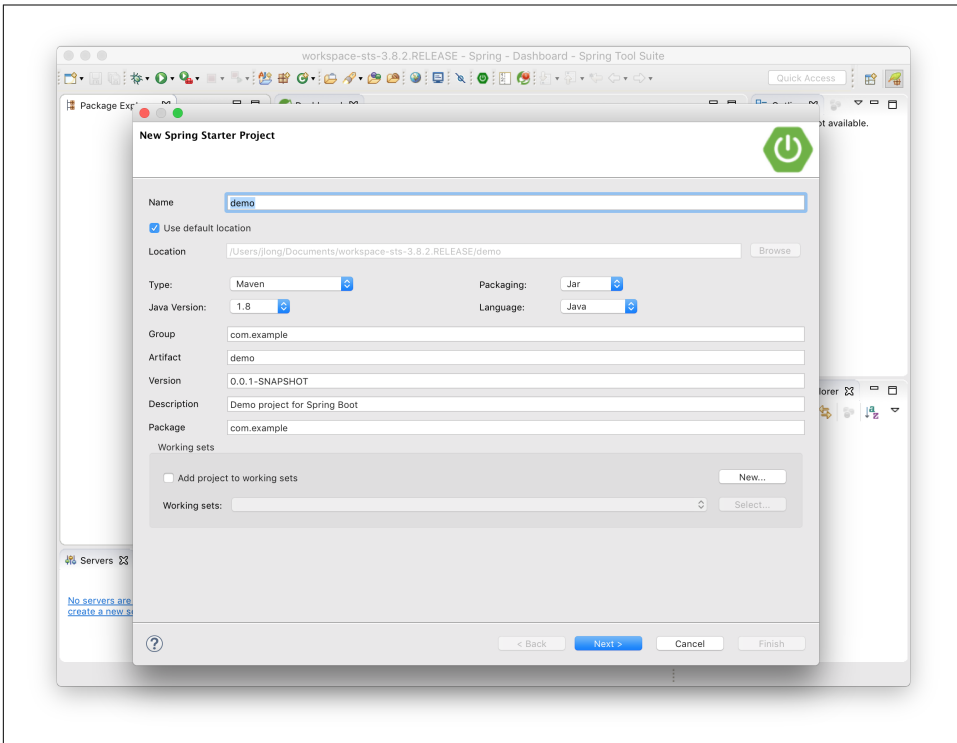 workspace-sts-3.8.2.RELEASE - Spring - Dashboard - Spring Tool Suite
Quick Access
Package Exp
ot available.
New Spring Starter Project
Name demo
Use default location
Location /Users/jlong/Documents/workspace-sts-3.8.2.RELEASE/demo Browse
Type: Maven Packaging: Jar
Java Version: 1.8 Language: Java
Group com.example
Artifact demo
Version 0.0.1-SNAPSHOT
lorer
Description Demo project for Spring Boot
Package com.example
Working sets
Add project to working sets New...
Working sets: Select...
Servers
No servers are
create a new se
? < Back Next > Cancel Finish